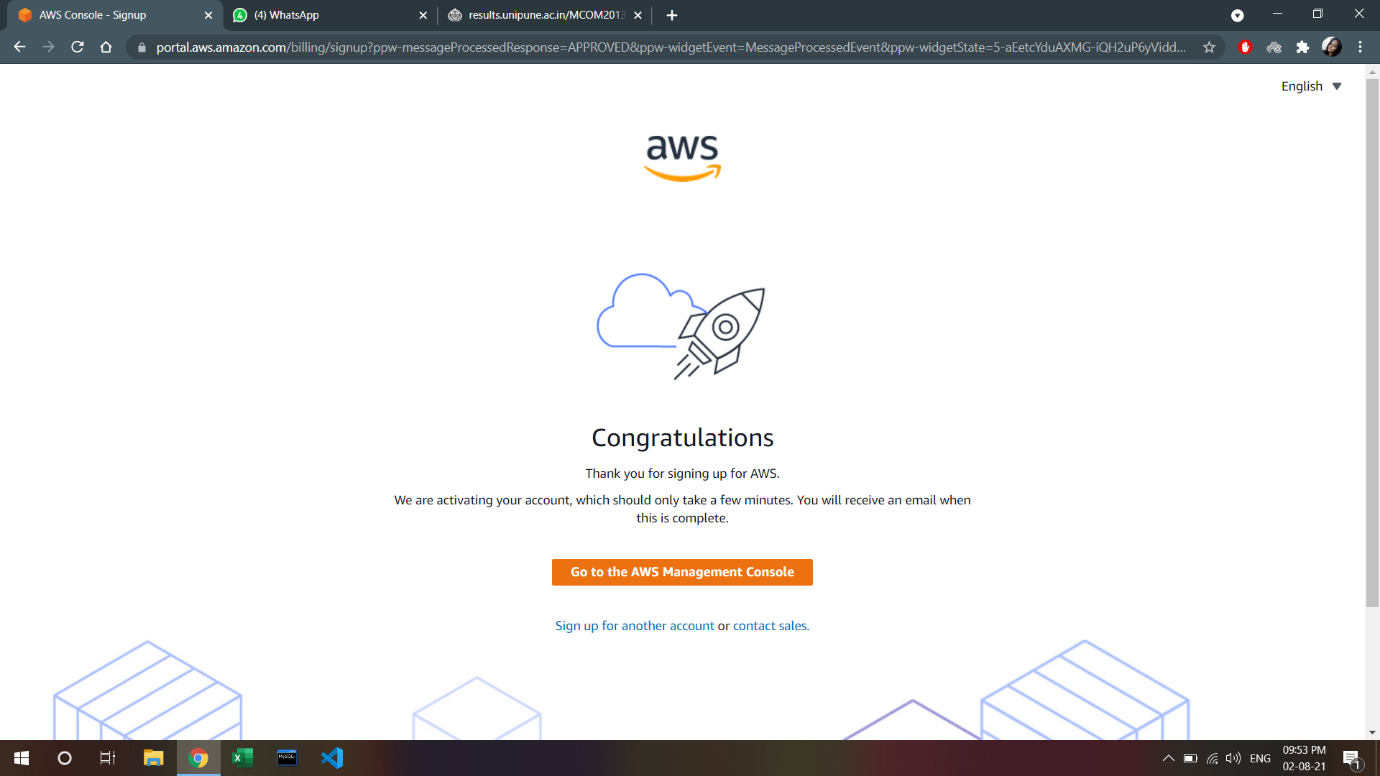 AWS Console - Signup
4
(4) WhatsApp
results.unipune.ac.in/MCOM2013
portal.aws.amazon.com/billing/signup?ppw-messageProcessedResponse=APPROVED&ppw-widgetEvent=MessageProcessedEvent&ppw-widgetState=5-aEetcYduAXMG-iQH2uP6yVidd...
English
aws
Congratulations
Thank you for signing up for AWS.
We are activating your account, which should only take a few minutes. You will receive an email when
this is complete.
Go to the AWS Management Console
Sign up for another account or contact sales.
X
MySQL
ENG
09:53 PM
02-08-21
1